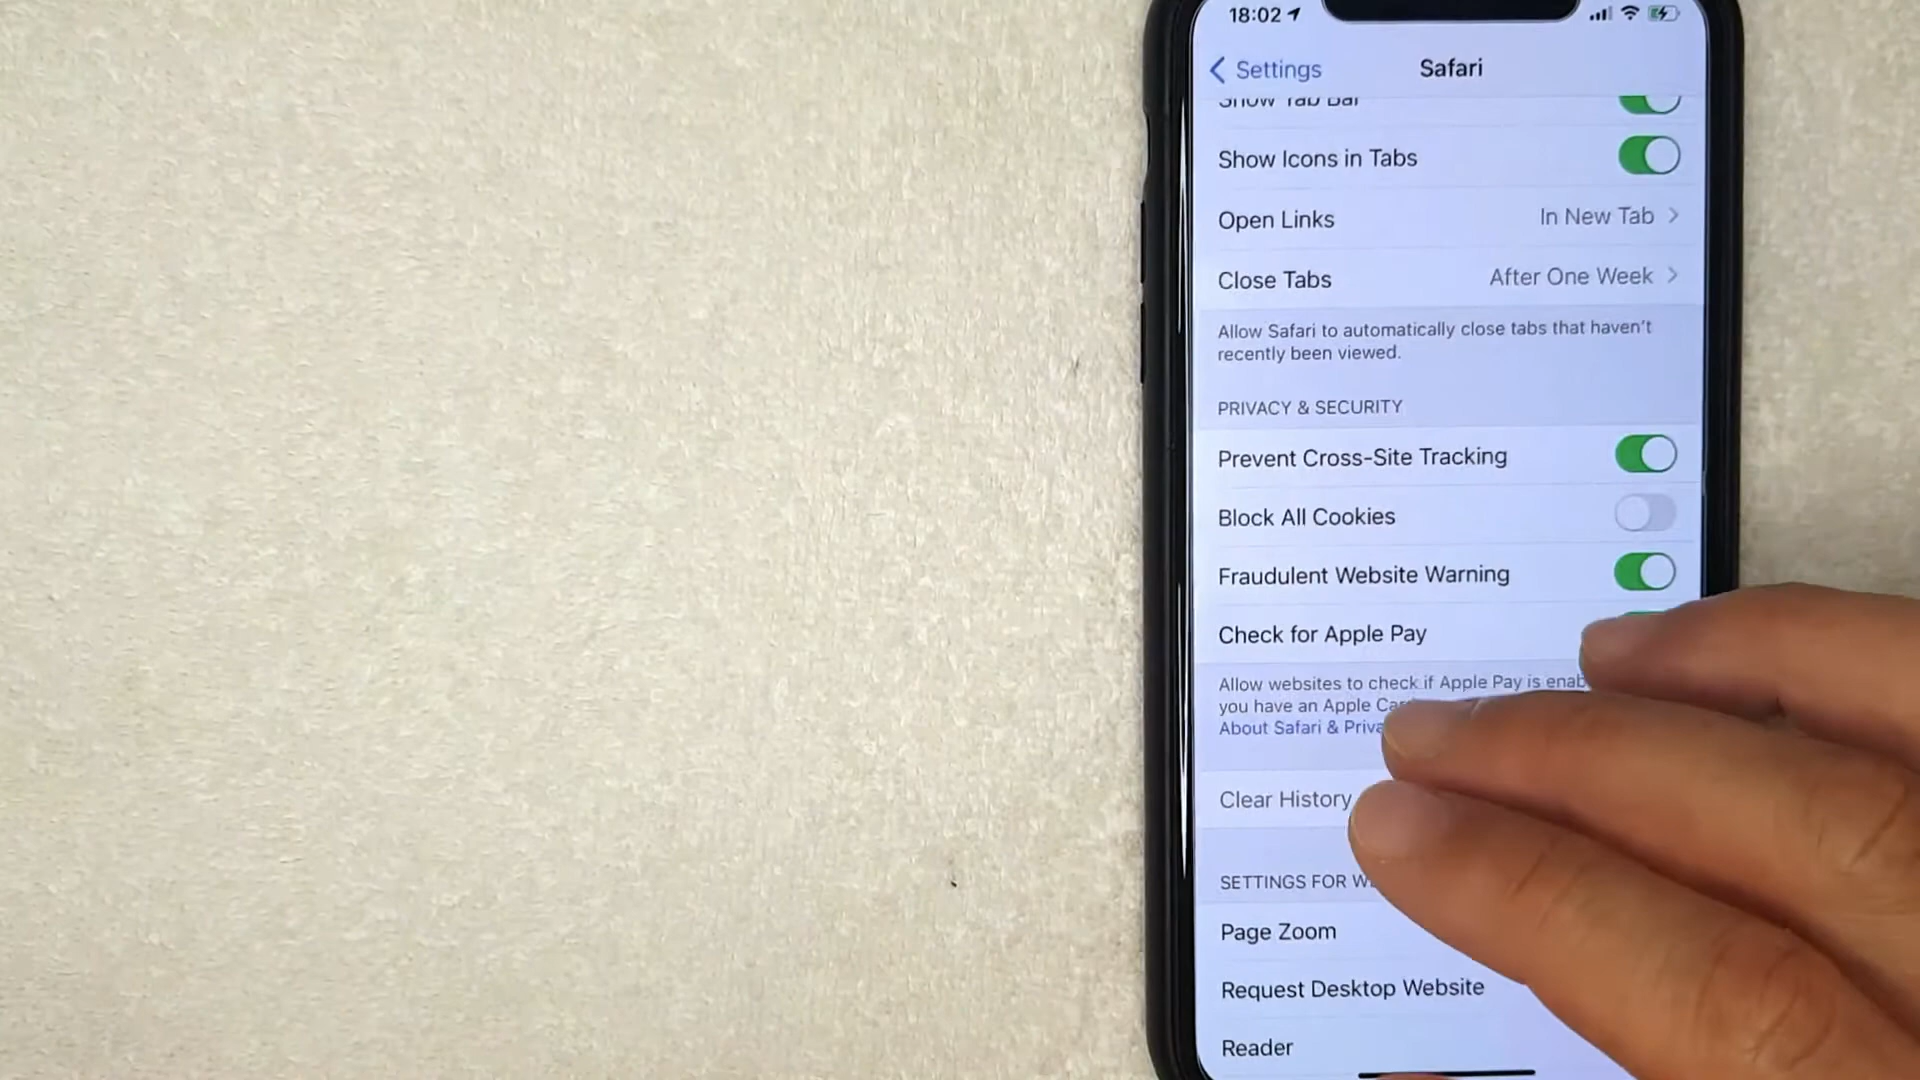 18:02
Settings
Safari
Show Tab Bar
Show Icons in Tabs
Open Links
In New Tab
Close Tabs
After One Week
Allow Safari to automatically close tabs that haven't
recently been viewed.
PRIVACY & SECURITY
Prevent Cross-Site Tracking
Block All Cookies
Fraudulent Website Warning
Check for Apple Pay
Allow websites to check if Apple Pay is
you have an Apple
About Safari &
Clear History
SETTINGS FOR
Page Zoom
Request Desktop Website
Reader